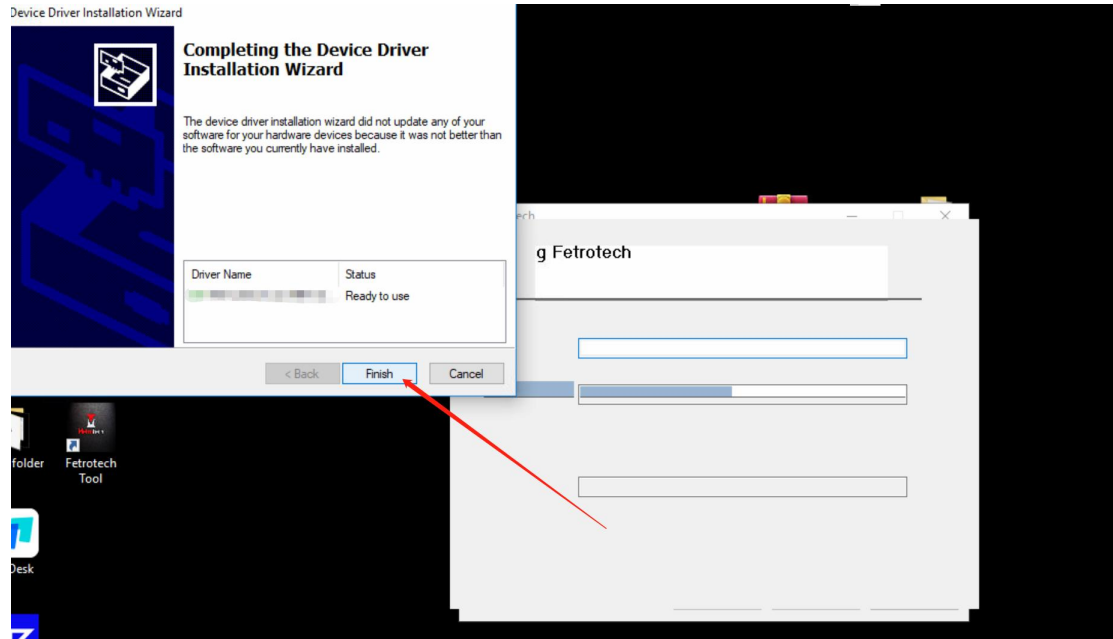 Device Driver Installation Wizard
Completing the Device Driver
Installation Wizard
The device driver installation wizard did not update any of your
software for your hardware devices because it was not better than
the software you currently have installed.
Driver Name Status
Ready to use
< Back Finish Cancel
ech
g Fetrotech
folder
Fetrotech
Tool
Desk